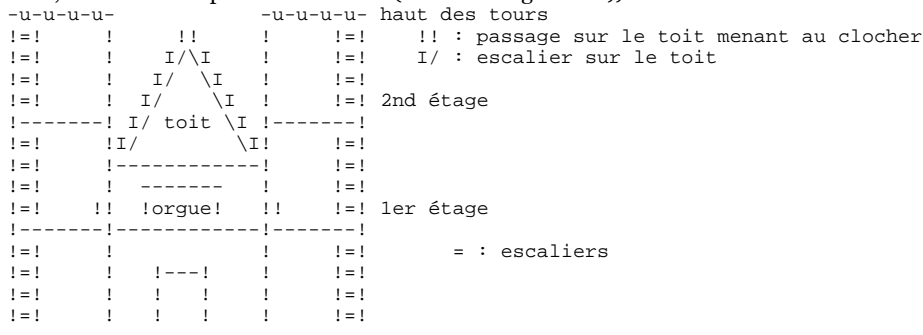 -u-u-u-u-                -u-u-u-u- haut des tours
!=!      !      !!      !      !=!    !! : passage sur le toit menant au clocher
!=!      !     I/\I     !      !=!    I/ : escalier sur le toit
!=!      !    I/  \I    !      !=!
!=!      !   I/    \I   !      !=! 2nd étage
!-------! I/ toit \I !-------!
!=!      !I/          \I!      !=!
!=!      !------------!      !=!
!=!      !  -------   !      !=!
!=!     !!  !orgue!   !!     !=! 1er étage
!-------!------------!-------!
!=!      !            !      !=!       = : escaliers
!=!      !   !---!    !      !=!
!=!      !   !   !    !      !=!
!=!      !   !   !    !      !=!